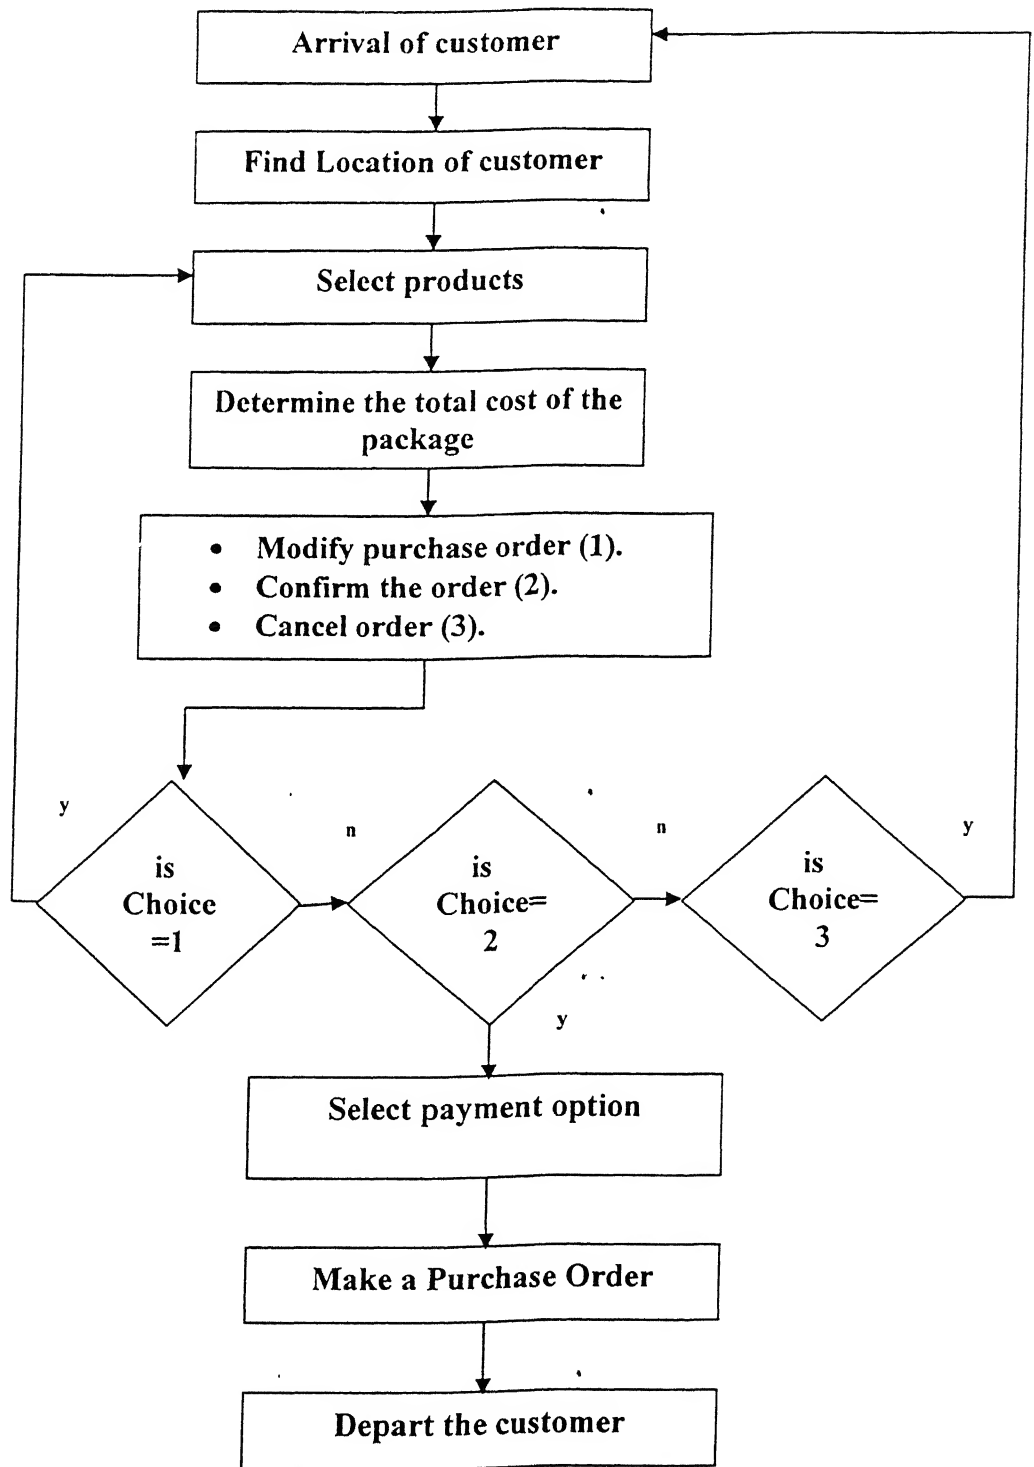 Arrival of customer
Find Location of customer
Select products
Determine the total cost of the
package
• Modify purchase order (1).
• Confirm the order (2).
• Cancel order (3).
y
is
Choice
=1
n
is
Choice=
2
n
is
Choice=
3
y
y
Select payment option
Make a Purchase Order
Depart the customer